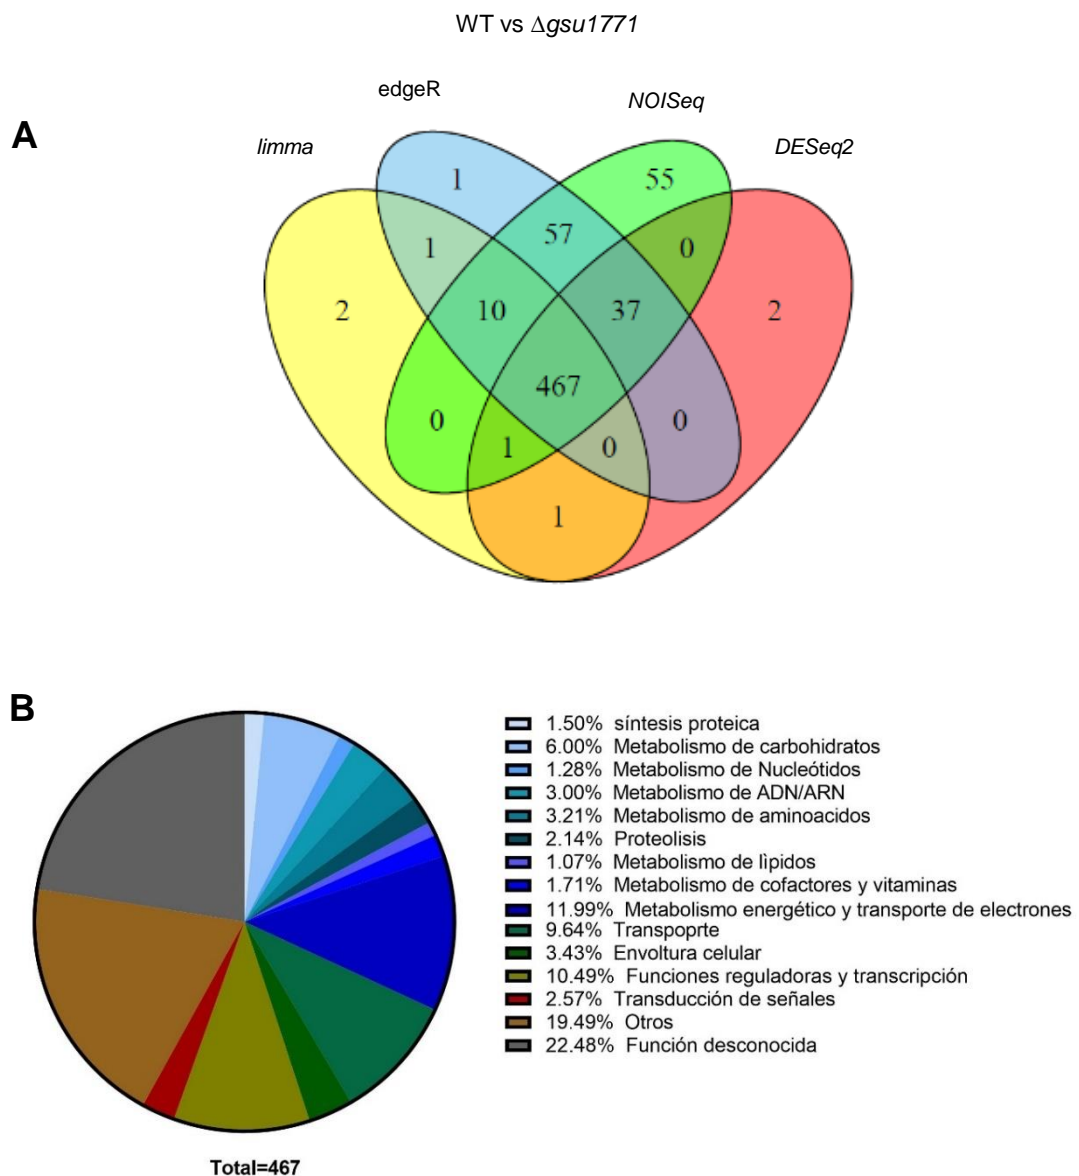 WT vs Δgsu1771
A
limma
edgeR
NOISeq
DESeq2
1
55
57
1
0
2
10
37
2
467
0
0
1
0
1
B
1.50% síntesis proteica
6.00% Metabolismo de carbohidratos
1.28% Metabolismo de Nucleótidos
3.00% Metabolismo de ADN/ARN
3.21% Metabolismo de aminoacidos
2.14% Proteolisis
1.07% Metabolismo de lìpidos
1.71% Metabolismo de cofactores y vitaminas
11.99% Metabolismo energético y transporte de electrones
9.64% Transpoprte
3.43% Envoltura celular
10.49% Funciones reguladoras y transcripción
2.57% Transducción de señales
19.49% Otros
22.48% Función desconocida
Total=467